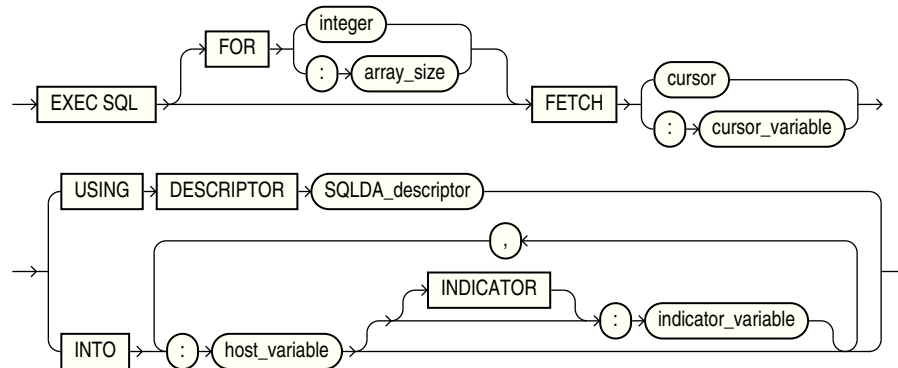 integer
FOR
: array_size
EXEC SQL FETCH cursor
: cursor_variable
USING DESCRIPTOR SQLDA_descriptor
,
INDICATOR
: indicator_variable
INTO : host_variable